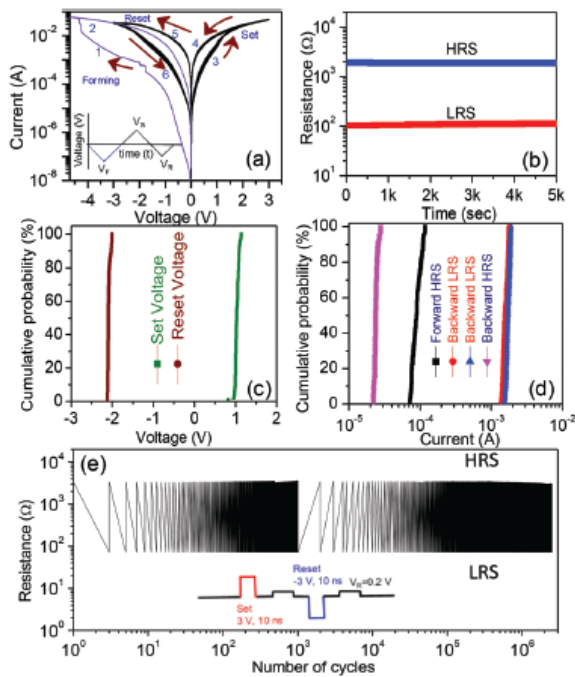 (a)
Current (A)
10⁻²
10⁻⁴
10⁻⁶
10⁻⁸
Reset
Set
Forming
1
2
3
4
5
6
Voltage (V)
time (t)
V_F
V_S
V_R
-4 -3 -2 -1 0 1 2 3
Voltage (V)
(b)
Resistance (Ω)
10⁴
10³
10²
10¹
10⁰
HRS
LRS
0 1k 2k 3k 4k 5k
Time (sec)
(c)
Cumulative probability (%)
100
80
60
40
20
0
Set Voltage
Reset Voltage
-3 -2 -1 0 1 2
Voltage (V)
(d)
Cumulative probability (%)
100
80
60
40
20
0
Forward HRS
Backward LRS
Backward LRS
Backward HRS
10⁻⁵ 10⁻⁴ 10⁻³ 10⁻²
Current (A)
(e)
Resistance (Ω)
10⁴
10³
10²
10¹
10⁰
HRS
LRS
Reset
-3 V, 10 ns
V_R=0.2 V
Set
3 V, 10 ns
10⁰ 10¹ 10² 10³ 10⁴ 10⁵ 10⁶
Number of cycles